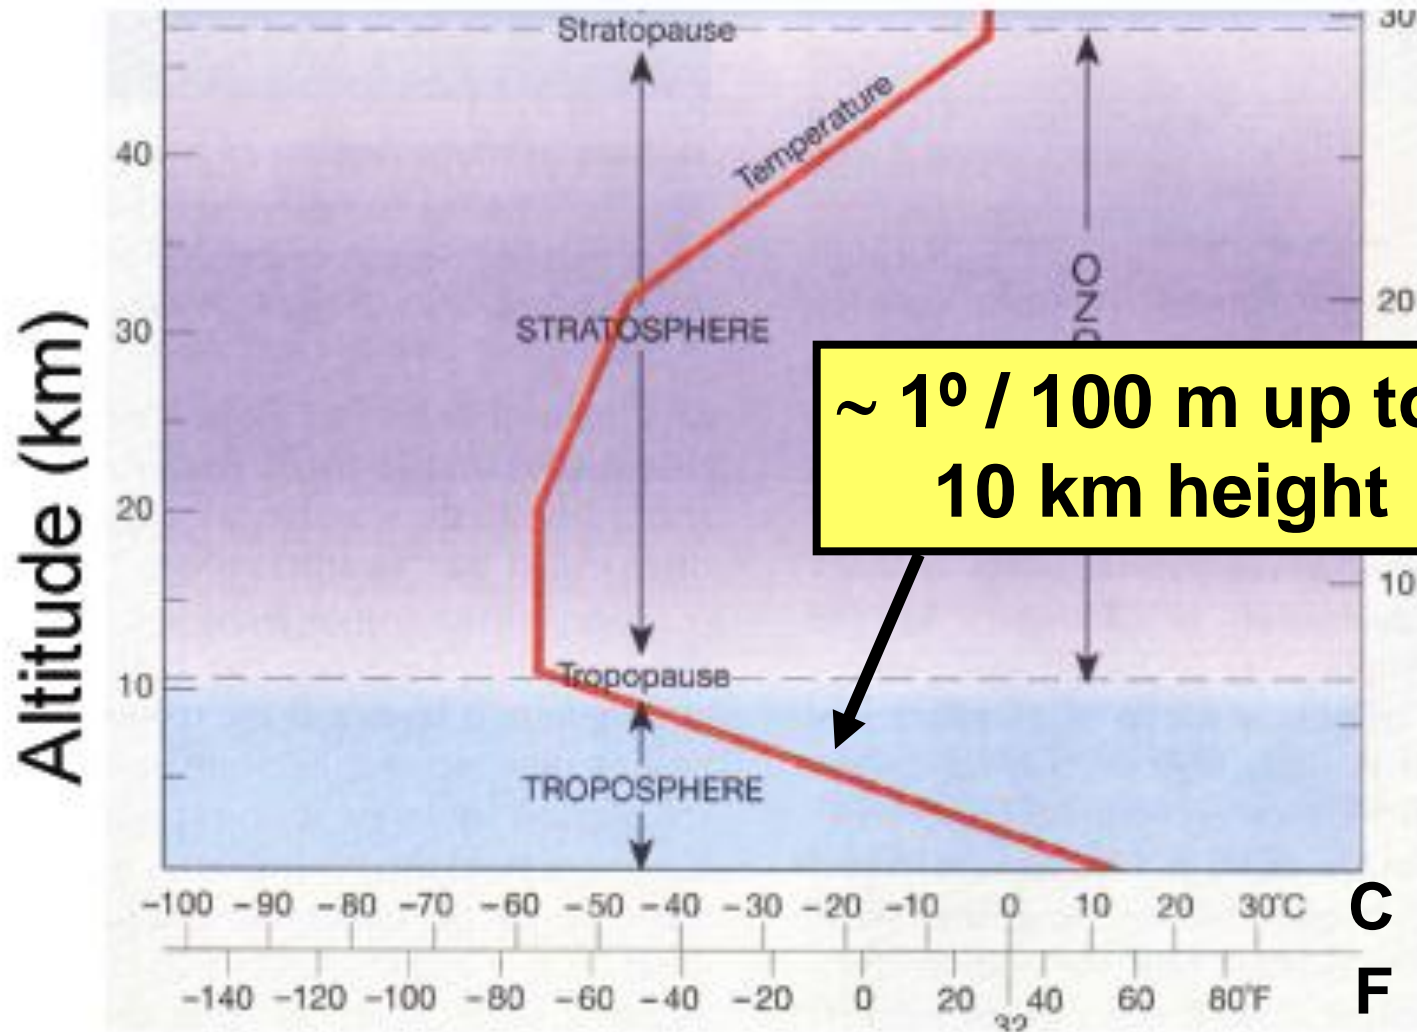 Stratopause
30
Temperature
40
O
Z
20
STRATOSPHERE
30
~ 1º / 100 m up to
10 km height
20
10
Tropopause
10
TROPOSPHERE
Altitude (km)
-100 -90 -80 -70 -60 -50 -40 -30 -20 -10 0 10 20 30°C C
-140 -120 -100 -80 -60 -40 -20 0 20 40 60 80°F F
32